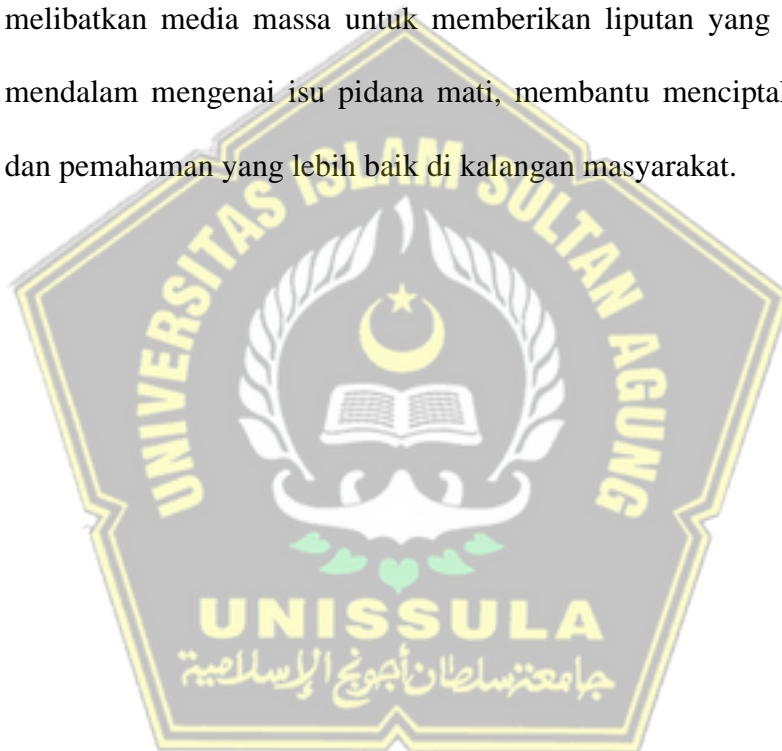 melibatkan media massa untuk memberikan liputan yang
mendalam mengenai isu pidana mati, membantu mencipta
dan pemahaman yang lebih baik di kalangan masyarakat.
UNIVERSITAS ISLAM SULTAN AGUNG
UNISSULA
جامعة سلطان أجونج الإسلامية